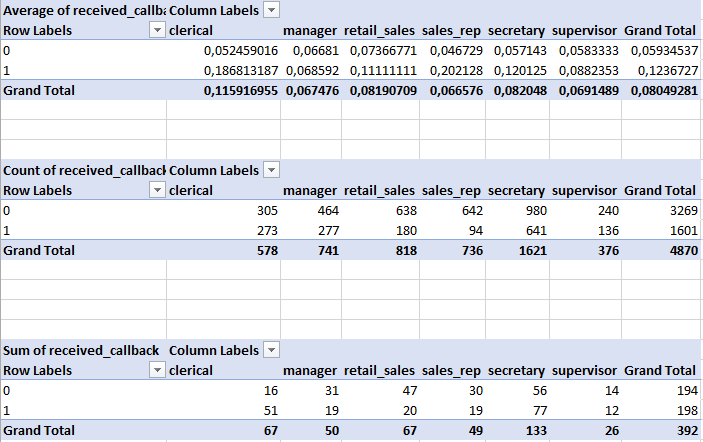 Average of received_callba Column Labels
Row Labels clerical manager retail_sales sales_rep secretary supervisor Grand Total
0 0,052459016 0,06681 0,07366771 0,046729 0,057143 0,0583333 0,05934537
1 0,186813187 0,068592 0,11111111 0,202128 0,120125 0,0882353 0,1236727
Grand Total 0,115916955 0,067476 0,08190709 0,066576 0,082048 0,0691489 0,08049281
Count of received_callback Column Labels
Row Labels clerical manager retail_sales sales_rep secretary supervisor Grand Total
0 305 464 638 642 980 240 3269
1 273 277 180 94 641 136 1601
Grand Total 578 741 818 736 1621 376 4870
Sum of received_callback Column Labels
Row Labels clerical manager retail_sales sales_rep secretary supervisor Grand Total
0 16 31 47 30 56 14 194
1 51 19 20 19 77 12 198
Grand Total 67 50 67 49 133 26 392